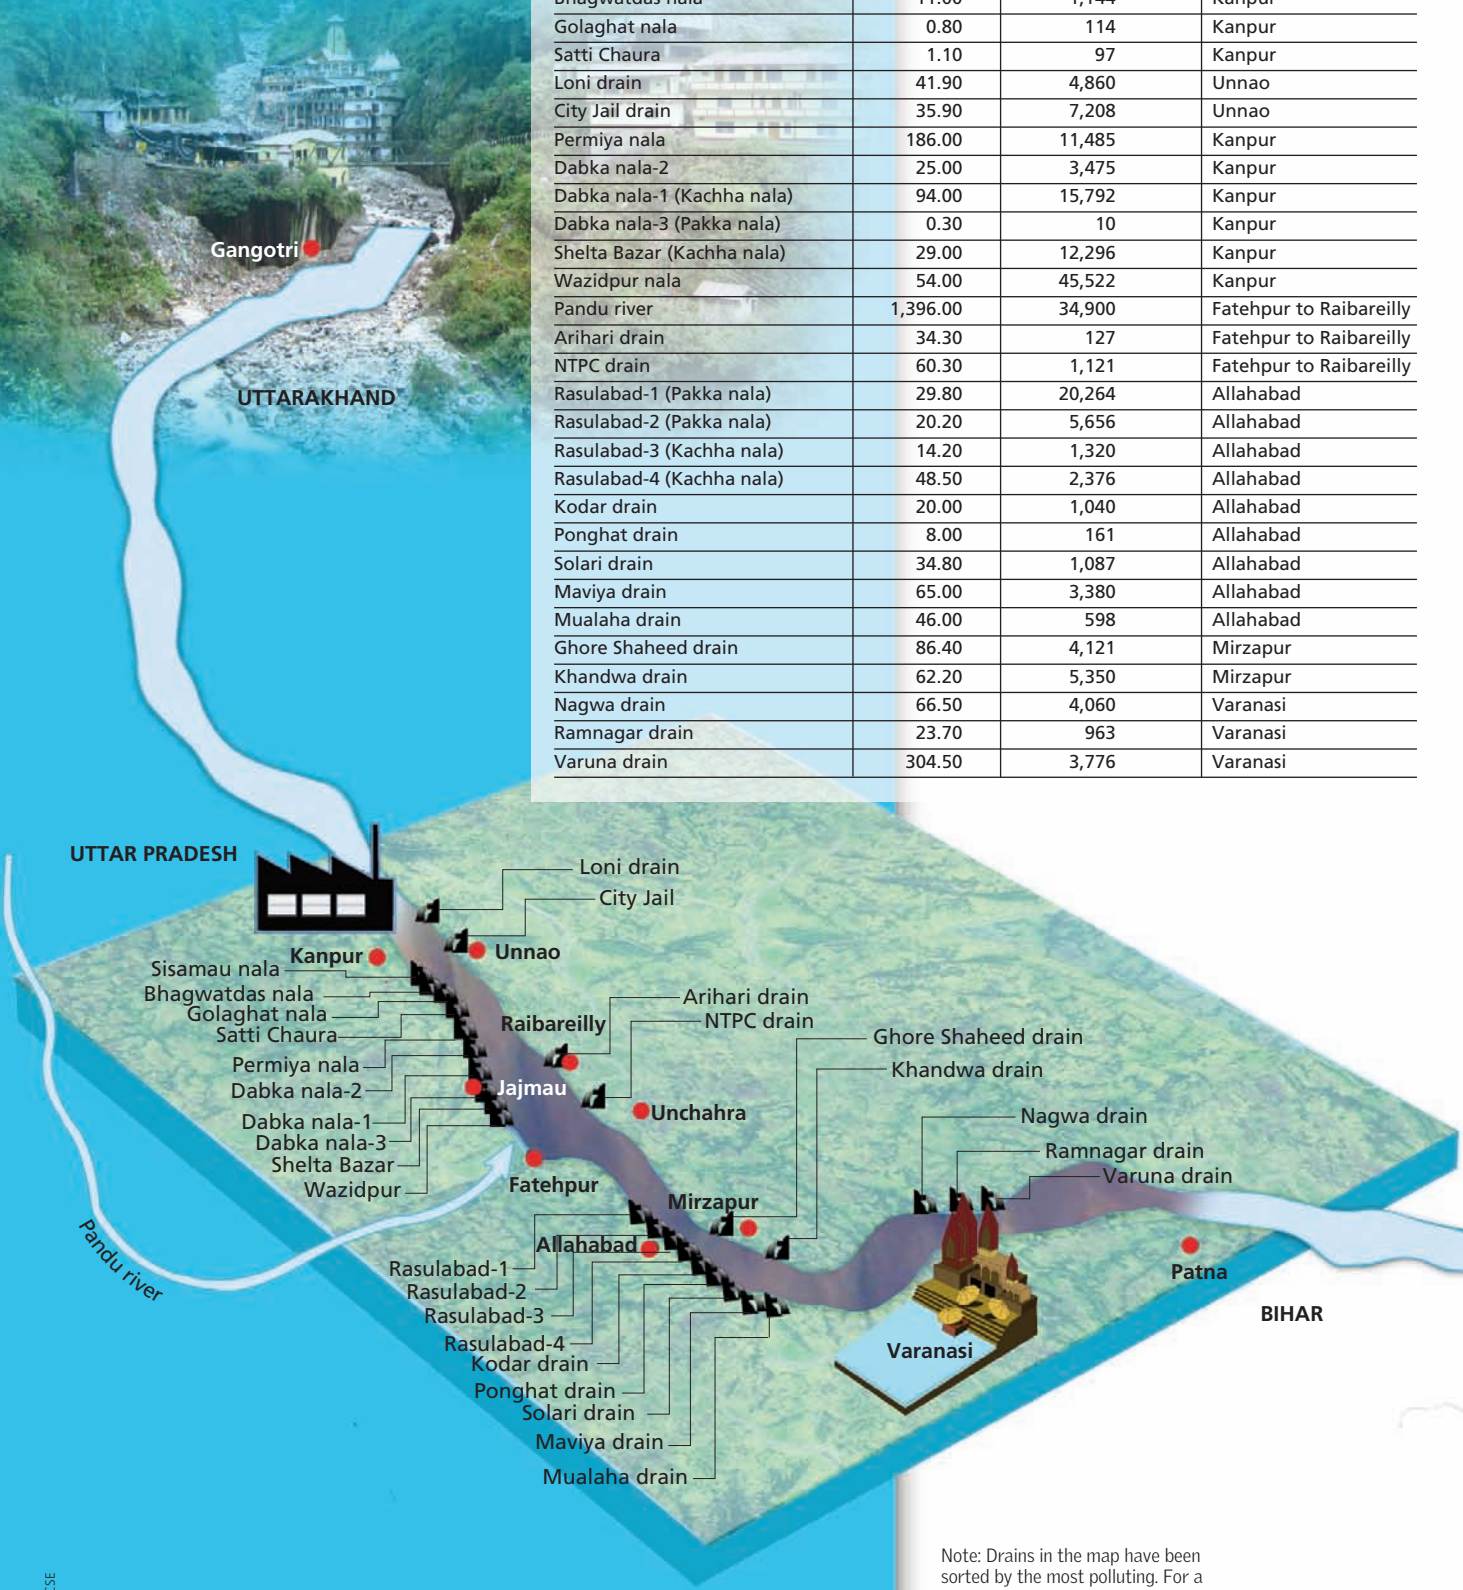 Bhagwatdas nala 11.00 1,144 Kanpur
Golaghat nala 0.80 114 Kanpur
Satti Chaura 1.10 97 Kanpur
Loni drain 41.90 4,860 Unnao
City Jail drain 35.90 7,208 Unnao
Permiya nala 186.00 11,485 Kanpur
Dabka nala-2 25.00 3,475 Kanpur
Dabka nala-1 (Kachha nala) 94.00 15,792 Kanpur
Dabka nala-3 (Pakka nala) 0.30 10 Kanpur
Shelta Bazar (Kachha nala) 29.00 12,296 Kanpur
Wazidpur nala 54.00 45,522 Kanpur
Pandu river 1,396.00 34,900 Fatehpur to Raibareilly
Arihari drain 34.30 127 Fatehpur to Raibareilly
NTPC drain 60.30 1,121 Fatehpur to Raibareilly
Rasulabad-1 (Pakka nala) 29.80 20,264 Allahabad
Rasulabad-2 (Pakka nala) 20.20 5,656 Allahabad
Rasulabad-3 (Kachha nala) 14.20 1,320 Allahabad
Rasulabad-4 (Kachha nala) 48.50 2,376 Allahabad
Kodar drain 20.00 1,040 Allahabad
Ponghat drain 8.00 161 Allahabad
Solari drain 34.80 1,087 Allahabad
Maviya drain 65.00 3,380 Allahabad
Mualaha drain 46.00 598 Allahabad
Ghore Shaheed drain 86.40 4,121 Mirzapur
Khandwa drain 62.20 5,350 Mirzapur
Nagwa drain 66.50 4,060 Varanasi
Ramnagar drain 23.70 963 Varanasi
Varuna drain 304.50 3,776 Varanasi
Gangotri
UTTARAKHAND
UTTAR PRADESH
Loni drain
City Jail
Unnao
Kanpur
Sisamau nala
Bhagwatdas nala
Golaghat nala
Satti Chaura
Permiya nala
Dabka nala-2
Dabka nala-1
Dabka nala-3
Shelta Bazar
Wazidpur
Arihari drain
NTPC drain
Raibareilly
Jajmau
Unchahra
Ghore Shaheed drain
Khandwa drain
Nagwa drain
Ramnagar drain
Varuna drain
Fatehpur
Mirzapur
Allahabad
Pandu river
Rasulabad-1
Rasulabad-2
Rasulabad-3
Rasulabad-4
Kodar drain
Ponghat drain
Solari drain
Maviya drain
Mualaha drain
Varanasi
Patna
BIHAR
Note: Drains in the map have been
sorted by the most polluting. For a